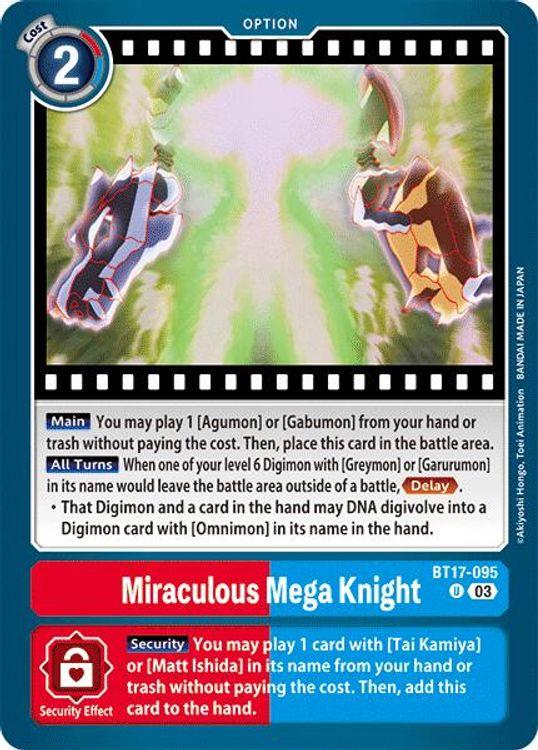 OPTION
Cost
2
Main You may play 1 [Agumon] or [Gabumon] from your hand or
trash without paying the cost. Then, place this card in the battle area.
All Turns When one of your level 6 Digimon with [Greymon] or [Garurumon]
in its name would leave the battle area outside of a battle, Delay.
・That Digimon and a card in the hand may DNA digivolve into a
Digimon card with [Omnimon] in its name in the hand.
©Akiyoshi Hongo, Toei Animation BANDAI MADE IN JAPAN
BT17-095
Miraculous Mega Knight U 03
Security You may play 1 card with [Tai Kamiya]
or [Matt Ishida] in its name from your hand or
trash without paying the cost. Then, add this
card to the hand.
Security Effect